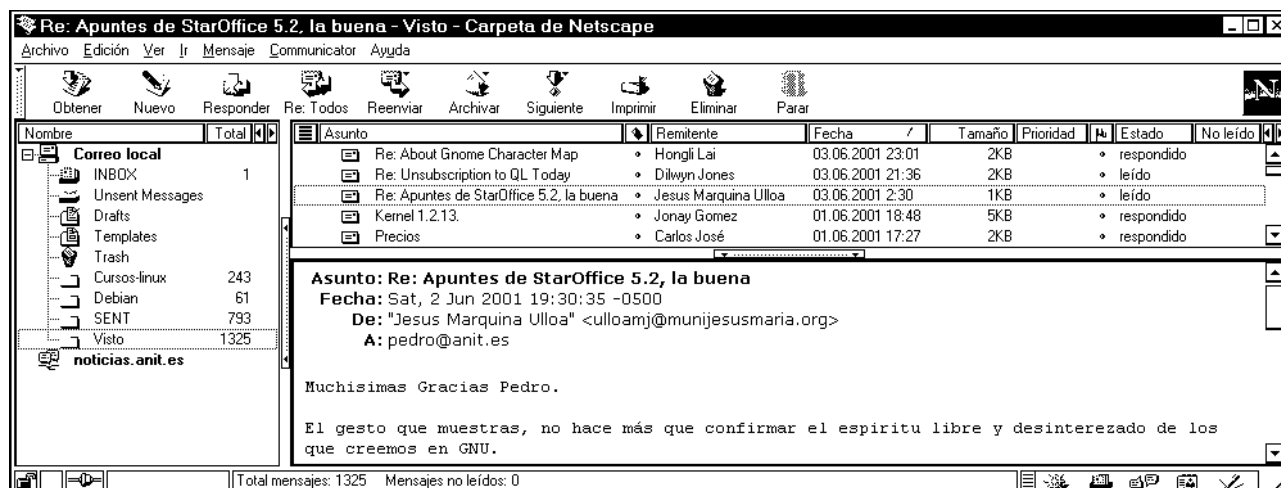 Re: Apuntes de StarOffice 5.2, la buena - Visto - Carpeta de Netscape
Archivo Edición Ver Ir Mensaje Communicator Ayuda
Obtener Nuevo Responder Re: Todos Reenviar Archivar Siguiente Imprimir Eliminar Parar
N
Nombre Total
Correo local
INBOX 1
Unsent Messages
Drafts
Templates
Trash
Cursos-linux 243
Debian 61
SENT 793
Visto 1325
noticias.anit.es
Asunto Remitente Fecha Tamaño Prioridad Estado No leído
Re: About Gnome Character Map Hongli Lai 03.06.2001 23:01 2KB respondido
Re: Unsubscription to QL Today Dilwyn Jones 03.06.2001 21:36 2KB leído
Re: Apuntes de StarOffice 5.2, la buena Jesus Marquina Ulloa 03.06.2001 2:30 1KB leído
Kernel 1.2.13. Jonay Gomez 01.06.2001 18:48 5KB respondido
Precios Carlos José 01.06.2001 17:27 2KB respondido
Asunto: Re: Apuntes de StarOffice 5.2, la buena
Fecha: Sat, 2 Jun 2001 19:30:35 -0500
De: "Jesus Marquina Ulloa" <ulloamj@munijesusmaria.org>
A: pedro@anit.es
Muchisimas Gracias Pedro.
El gesto que muestras, no hace más que confirmar el espiritu libre y desinterezado de los
que creemos en GNU.
Total mensajes: 1325 Mensajes no leídos: 0